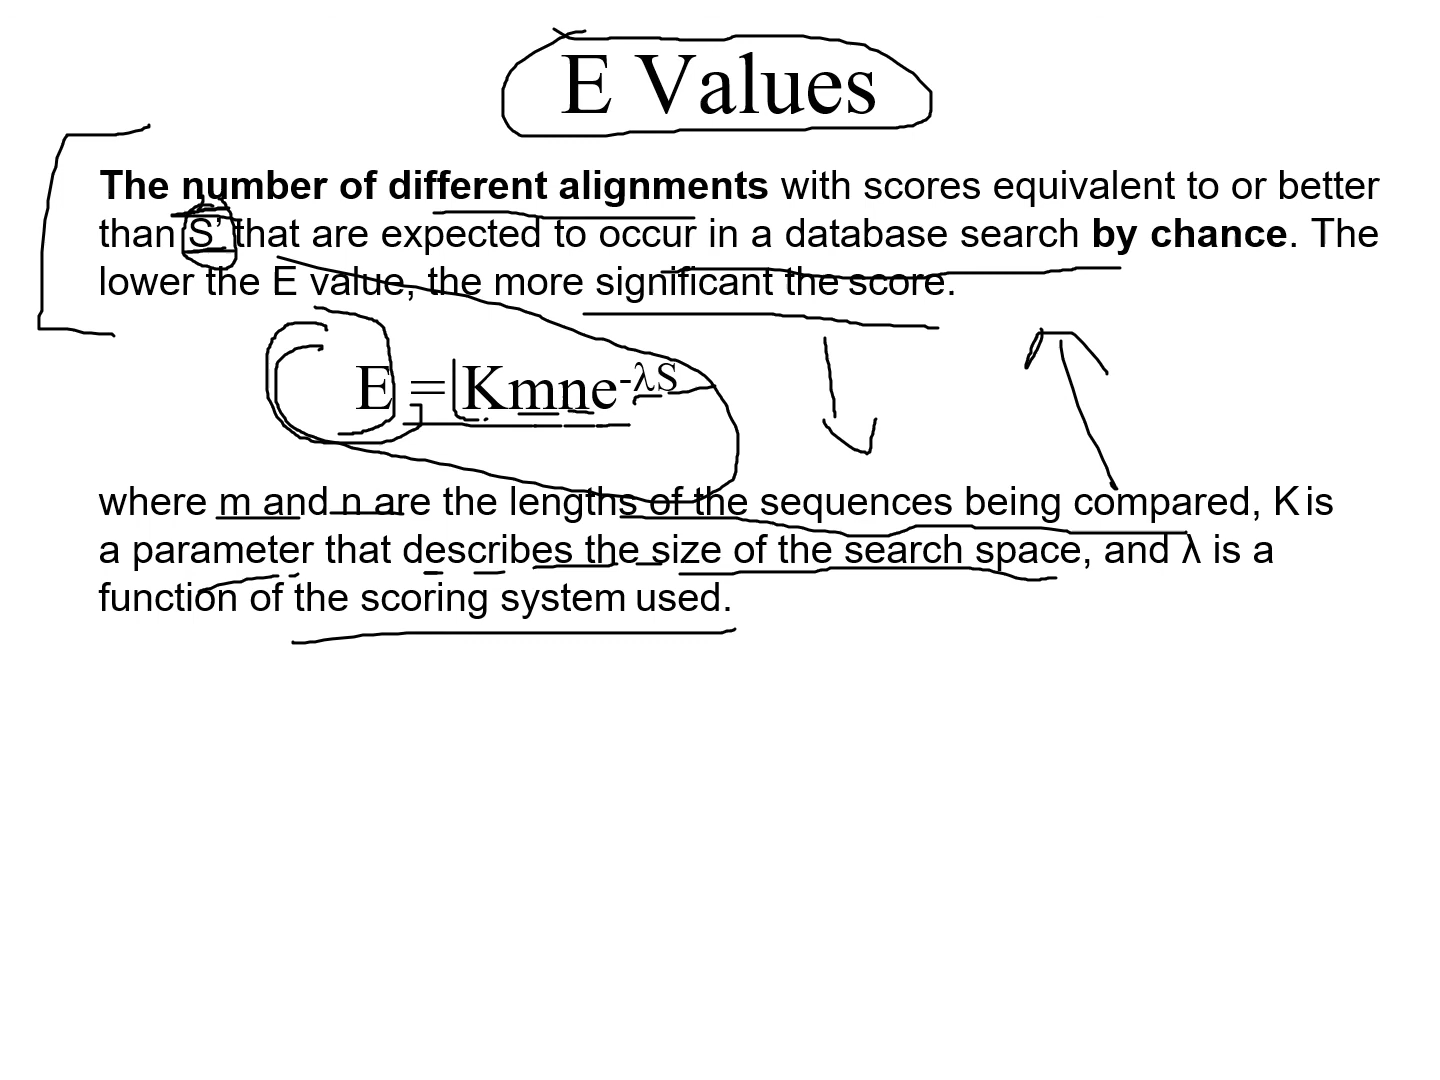 E Values
The number of different alignments with scores equivalent to or better
than S' that are expected to occur in a database search by chance. The
lower the E value, the more significant the score.
E = Kmne-λS
where m and n are the lengths of the sequences being compared, K is
a parameter that describes the size of the search space, and λ is a
function of the scoring system used.